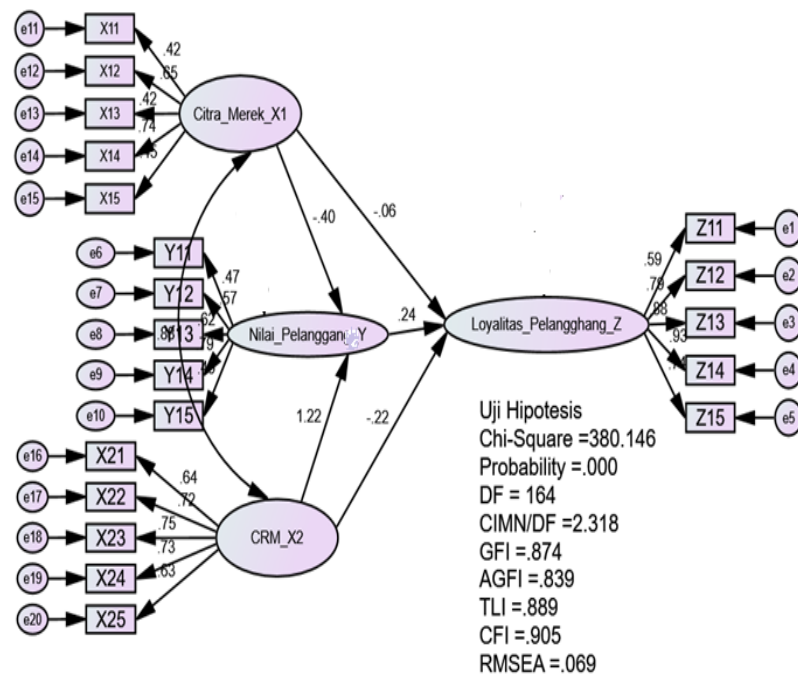 e11 X11 .42
e12 X12 .65
e13 X13 .42
e14 X14 .74
e15 X15
Citra_Merek_X1
-.40
-.06
e6 Y11 .47
e7 Y12 .57
e8 .62
e9 Y14
e10 Y15
Nilai_Pelanggan_Y
.24
Loyalitas_Pelangghang_Z
Z11 e1 .59
Z12 e2 .79
Z13 e3 .88
Z14 e4 .93
Z15 e5
1.22
-.22
e16 X21 .64
e17 X22 .72
e18 X23 .75
e19 X24 .73
e20 X25 .63
CRM_X2
Uji Hipotesis
Chi-Square =380.146
Probability =.000
DF = 164
CIMN/DF =2.318
GFI =.874
AGFI =.839
TLI =.889
CFI =.905
RMSEA =.069